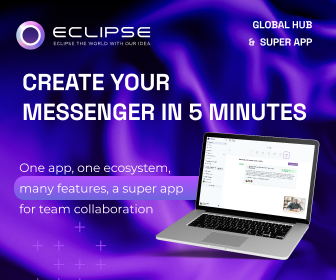 ECLIPSE
ECLIPSE THE WORLD WITH OUR IDEA
GLOBAL HUB
& SUPER APP
CREATE YOUR
MESSENGER IN 5 MINUTES
One app, one ecosystem,
many features, a super app
for team collaboration